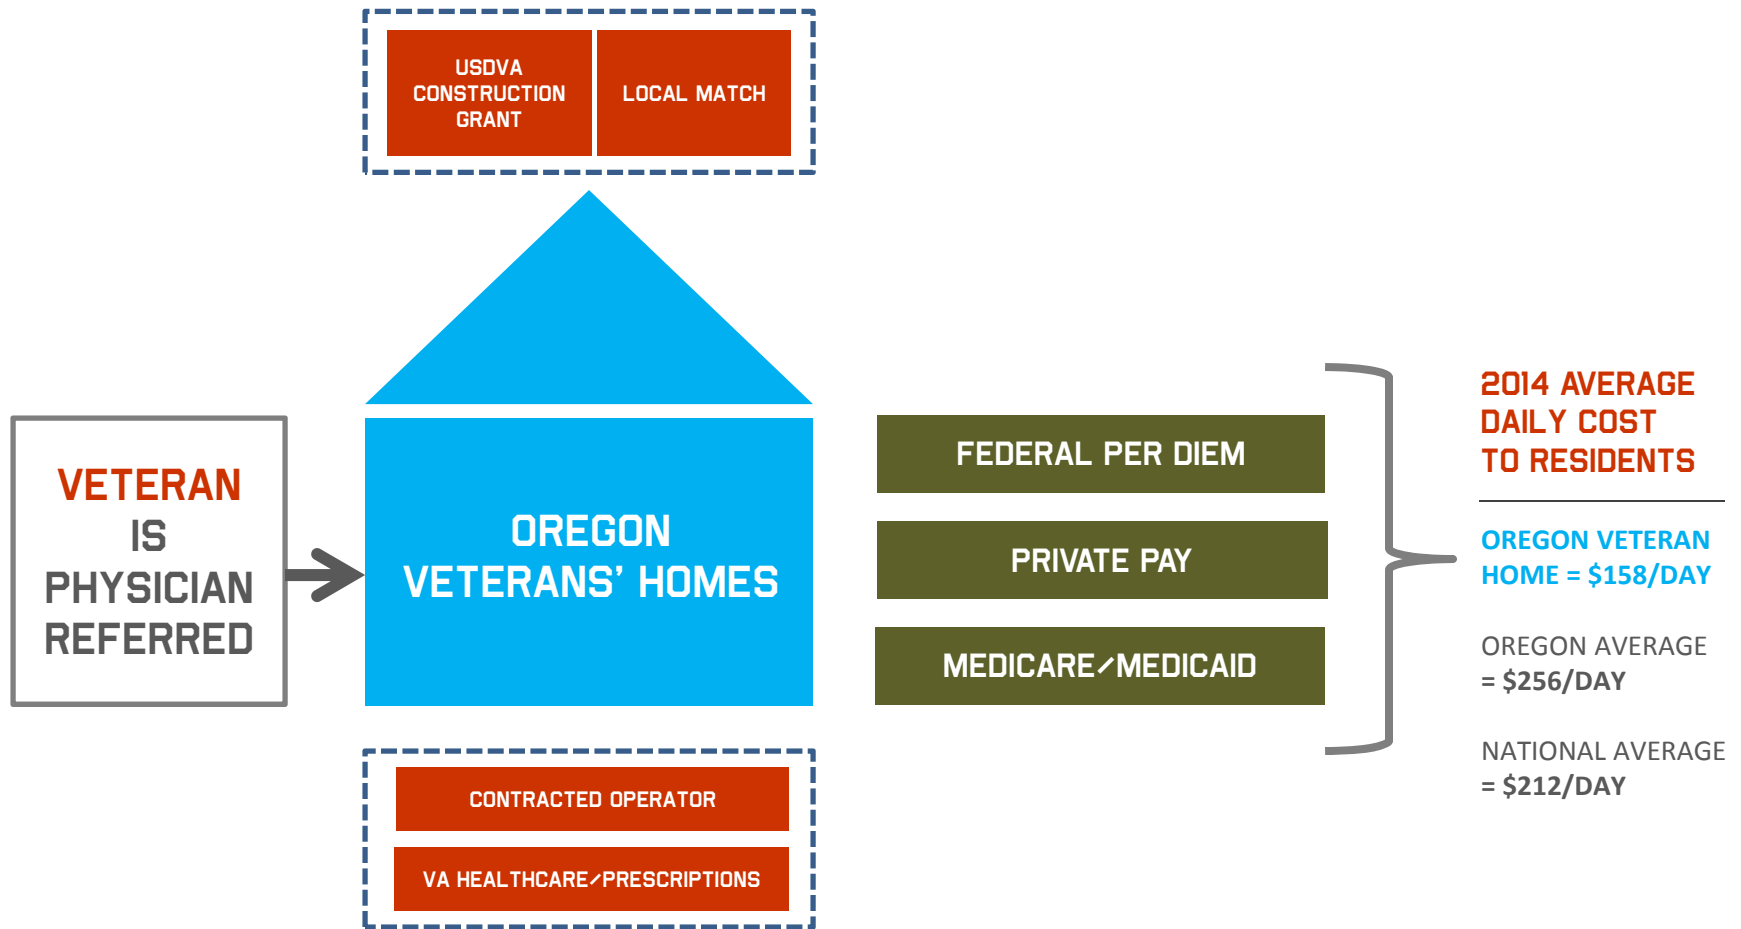 USDVA
CONSTRUCTION
GRANT
LOCAL MATCH
VETERAN
IS
PHYSICIAN
REFERRED
OREGON
VETERANS' HOMES
FEDERAL PER DIEM
PRIVATE PAY
MEDICARE/MEDICAID
2014 AVERAGE
DAILY COST
TO RESIDENTS
OREGON VETERAN
HOME = $158/DAY
OREGON AVERAGE
= $256/DAY
NATIONAL AVERAGE
= $212/DAY
CONTRACTED OPERATOR
VA HEALTHCARE/PRESCRIPTIONS